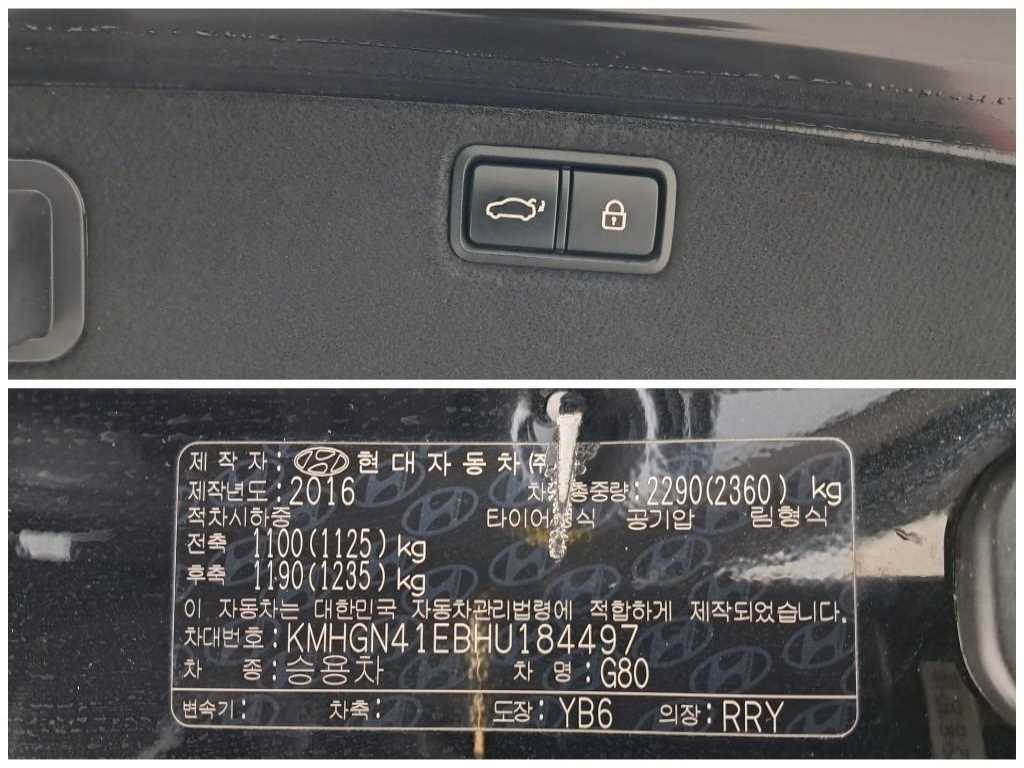 제 작 자 : 현 대 자 동 차 (주
제작년도 : 2016 차 총중량 : 2290(2360) kg
적차시하중 타이어 식 공기압 림형식
전축 1100(1125) kg
후축 1190(1235) kg
이 자동차는 대한민국 자동차관리법령에 적합하게 제작되었습니다.
차대번호 : KMHGN41EBHU184497
차 종 : 승용차 차 명 : G80
변속기 : 차축 : 도장 : YB6 의장 : RRY